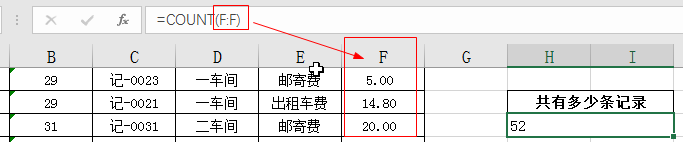 fx =COUNT(F:F)
B C D E F G H I
29 记-0023 一车间 邮寄费 5.00
29 记-0021 一车间 出租车费 14.80 共有多少条记录
31 记-0031 二车间 邮寄费 20.00 52